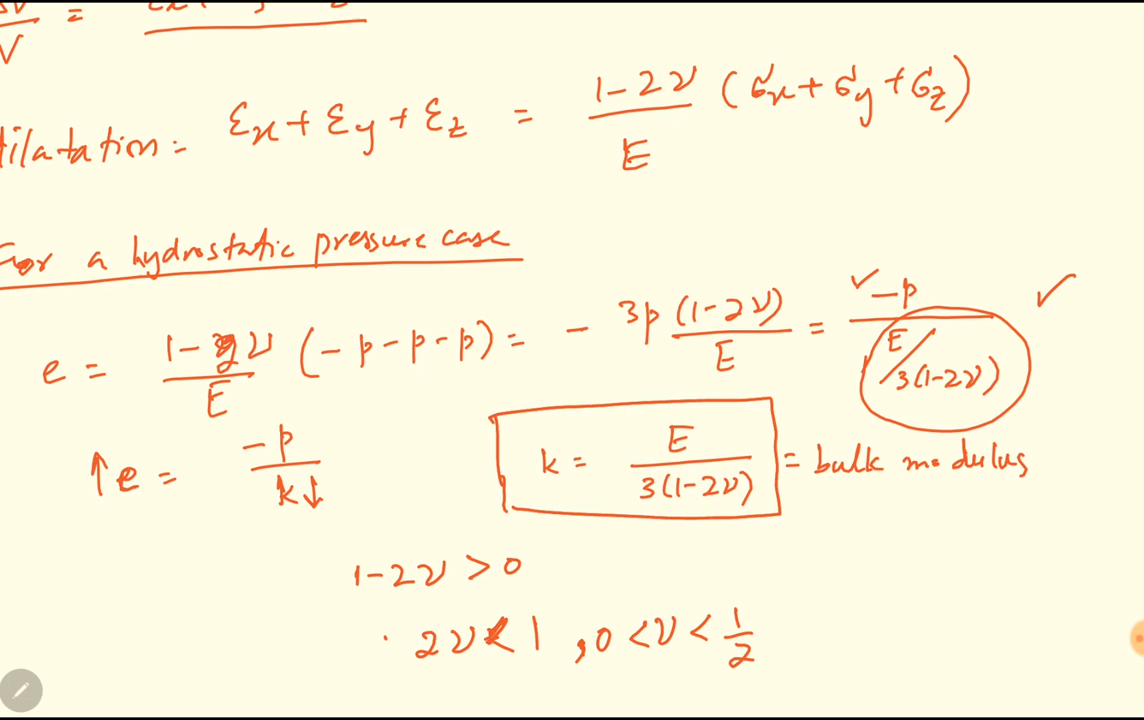 V =
dilatation = εx + εy + εz = 1-2ν / E (σx + σy + σz)
For a hydrostatic pressure case
e = 1-2ν / E (-p-p-p) = - 3p (1-2ν) / E = ✓ -p / E/3(1-2ν) ✓
↑e = -p / k↓ k = E / 3(1-2ν) = bulk modulus
1-2ν > 0
2ν < 1 , 0 < ν < 1/2